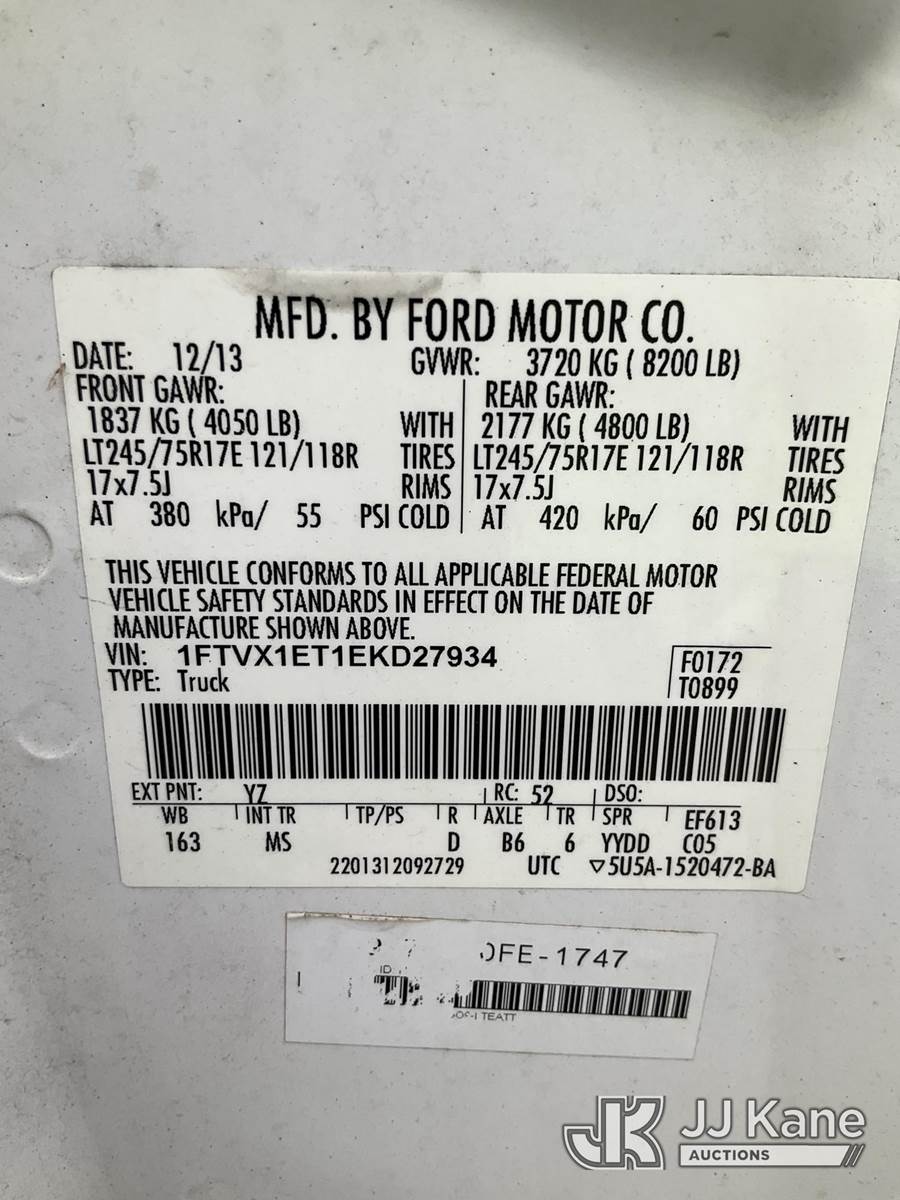 MFD. BY FORD MOTOR CO.
DATE: 12/13 GVWR: 3720 KG ( 8200 LB)
FRONT GAWR: REAR GAWR:
1837 KG ( 4050 LB) WITH 2177 KG ( 4800 LB) WITH
LT245/75R17E 121/118R TIRES LT245/75R17E 121/118R TIRES
17x7.5J RIMS 17x7.5J RIMS
AT 380 kPa/ 55 PSI COLD AT 420 kPa/ 60 PSI COLD
THIS VEHICLE CONFORMS TO ALL APPLICABLE FEDERAL MOTOR
VEHICLE SAFETY STANDARDS IN EFFECT ON THE DATE OF
MANUFACTURE SHOWN ABOVE.
VIN: 1FTVX1ET1EKD27934
TYPE: Truck
F0172
T0899
EXT PNT: YZ RC: 52 DSO:
WB INT TR TP/PS R AXLE TR SPR EF613
163 MS D B6 6 YYDD C05
2201312092729 UTC ▽5U5A-1520472-BA
FE-1747
ID
JJ Kane
AUCTIONS